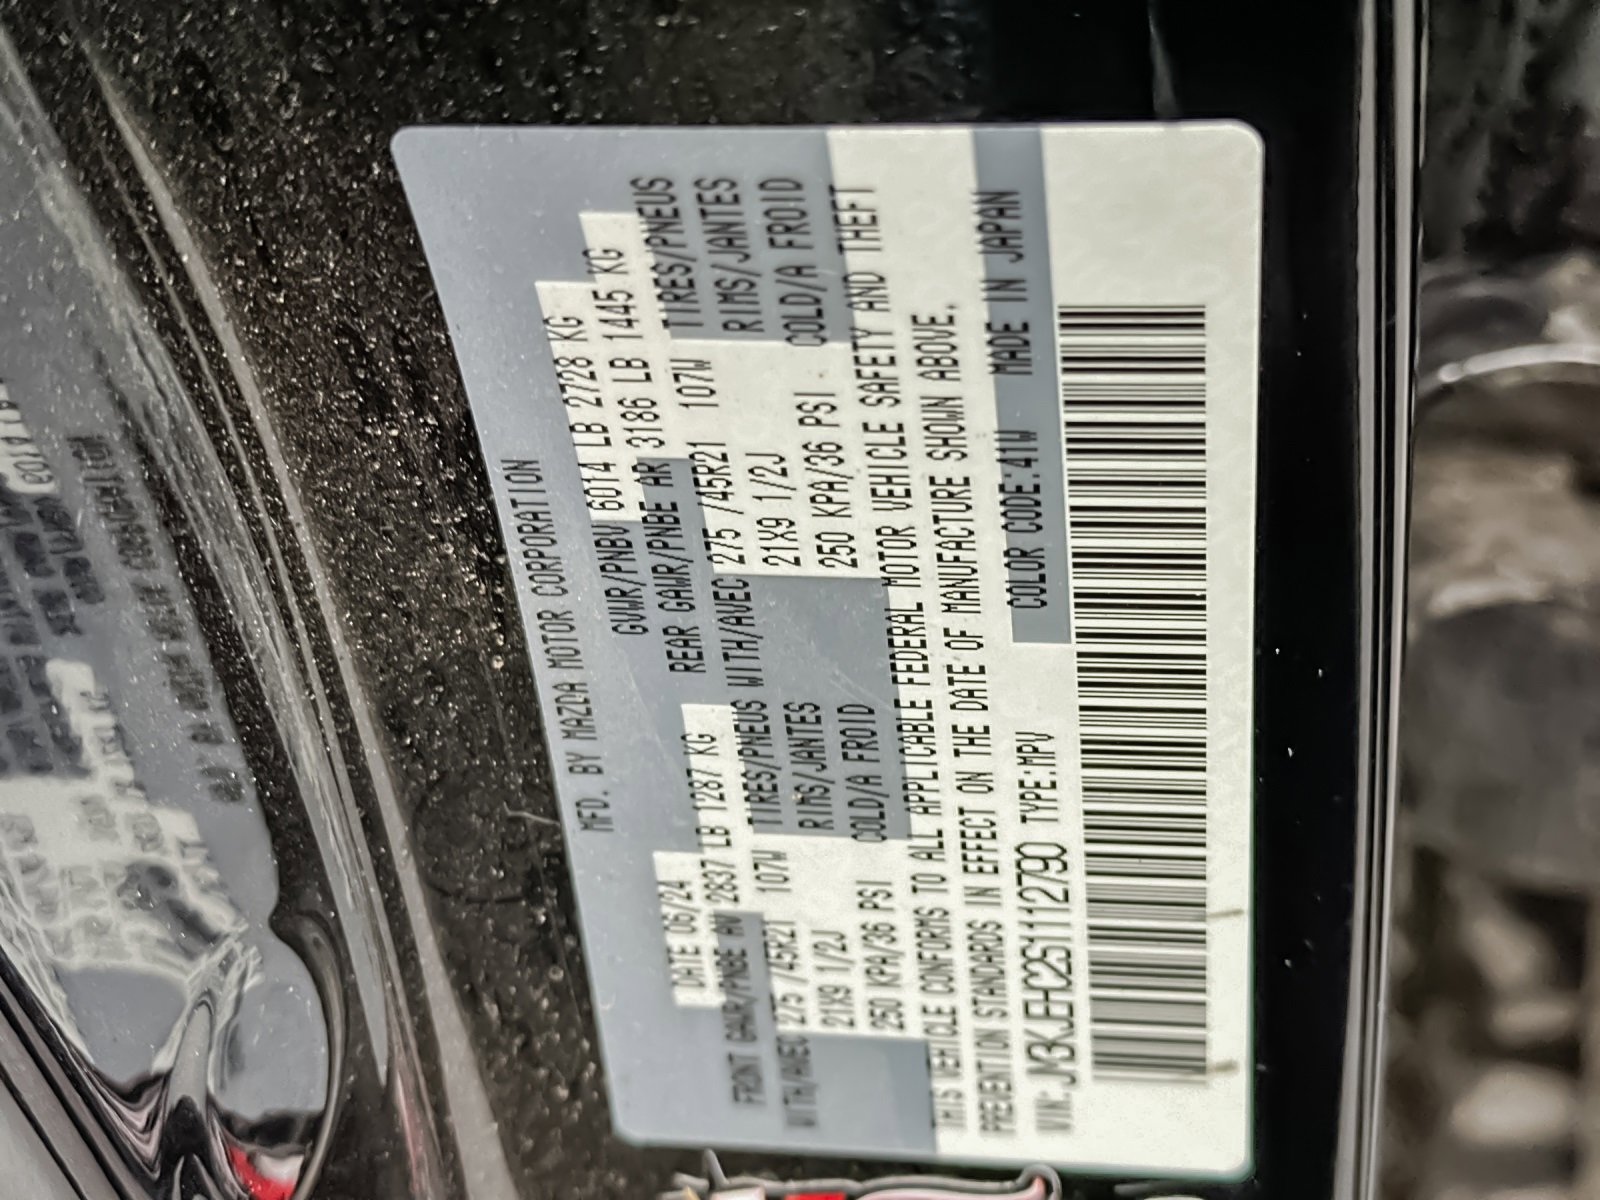 MFD. BY MAZDA MOTOR CORPORATION
DATE 06/24 GVWR/PNBV 6014 LB 2728 KG
FRONT GAWR/PNBE AV 2837 LB 1287 KG REAR GAWR/PNBE AR 3186 LB 1445 KG
WITH/AVEC 275 /45R21 107W TIRES/PNEUS WITH/AVEC 275 /45R21 107W TIRES/PNEUS
21X9 1/2J RIMS/JANTES 21X9 1/2J RIMS/JANTES
250 KPA/36 PSI COLD/A FROID 250 KPA/36 PSI COLD/A FROID
THIS VEHICLE CONFORMS TO ALL APPLICABLE FEDERAL MOTOR VEHICLE SAFETY AND THEFT
PREVENTION STANDARDS IN EFFECT ON THE DATE OF MANUFACTURE SHOWN ABOVE.
VIN: JM3KJEHC2S1112790 TYPE:MPV COLOR CODE:41W MADE IN JAPAN